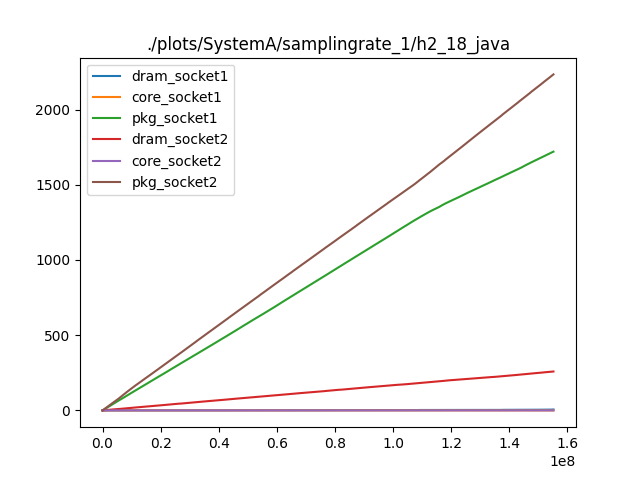 ./plots/SystemA/samplingrate_1/h2_18_java
dram_socket1
core_socket1
pkg_socket1
dram_socket2
core_socket2
pkg_socket2
2000
1500
1000
500
0
0.0 0.2 0.4 0.6 0.8 1.0 1.2 1.4 1.6
1e8